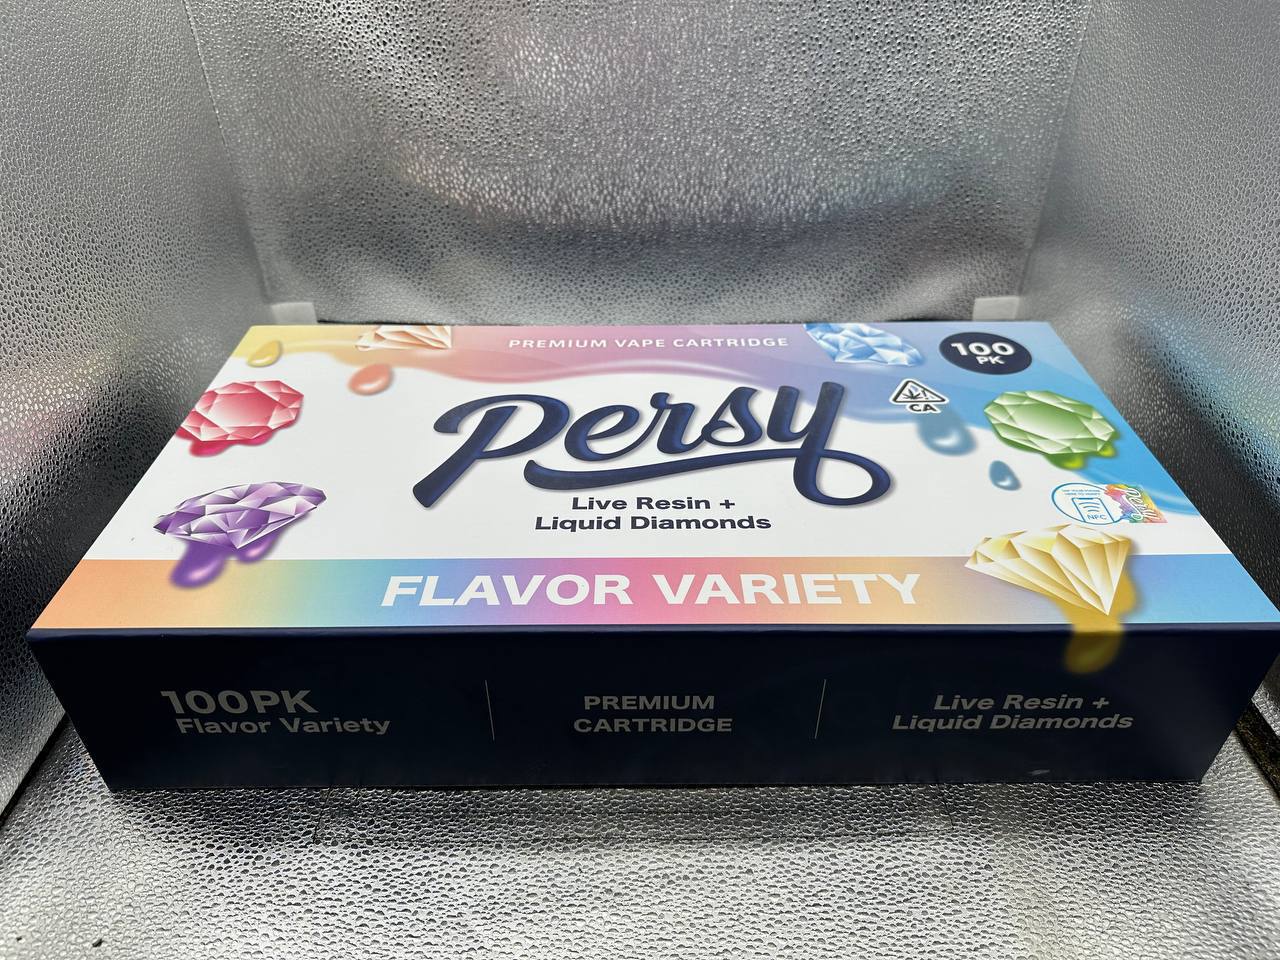 PREMIUM VAPE CARTRIDGE
100
PK
CA
Persy
Live Resin +
Liquid Diamonds
NFC
FLAVOR VARIETY
100PK
Flavor Variety
PREMIUM
CARTRIDGE
Live Resin +
Liquid Diamonds